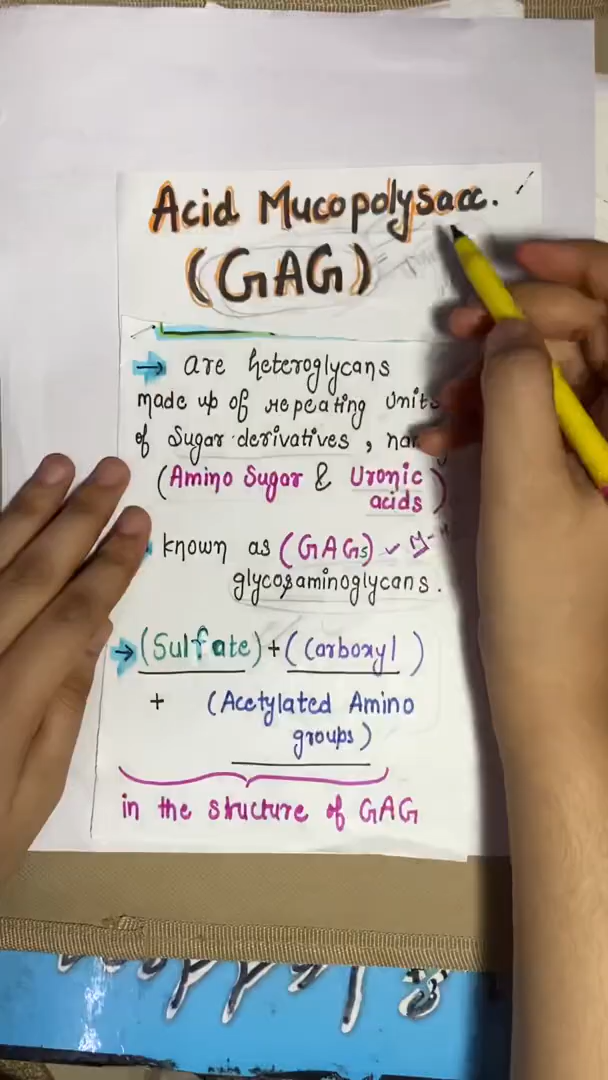 Acid Mucopolysacc.
(GAG)
are heteroglycans
made up of repeating units
of Sugar derivatives,
(Amino Sugar & Uronic
acids)
known as (GAGs)
glycosaminoglycans.
(Sulfate) + (Carboxyl)
+ (Acetylated Amino
groups)
in the structure of GAG